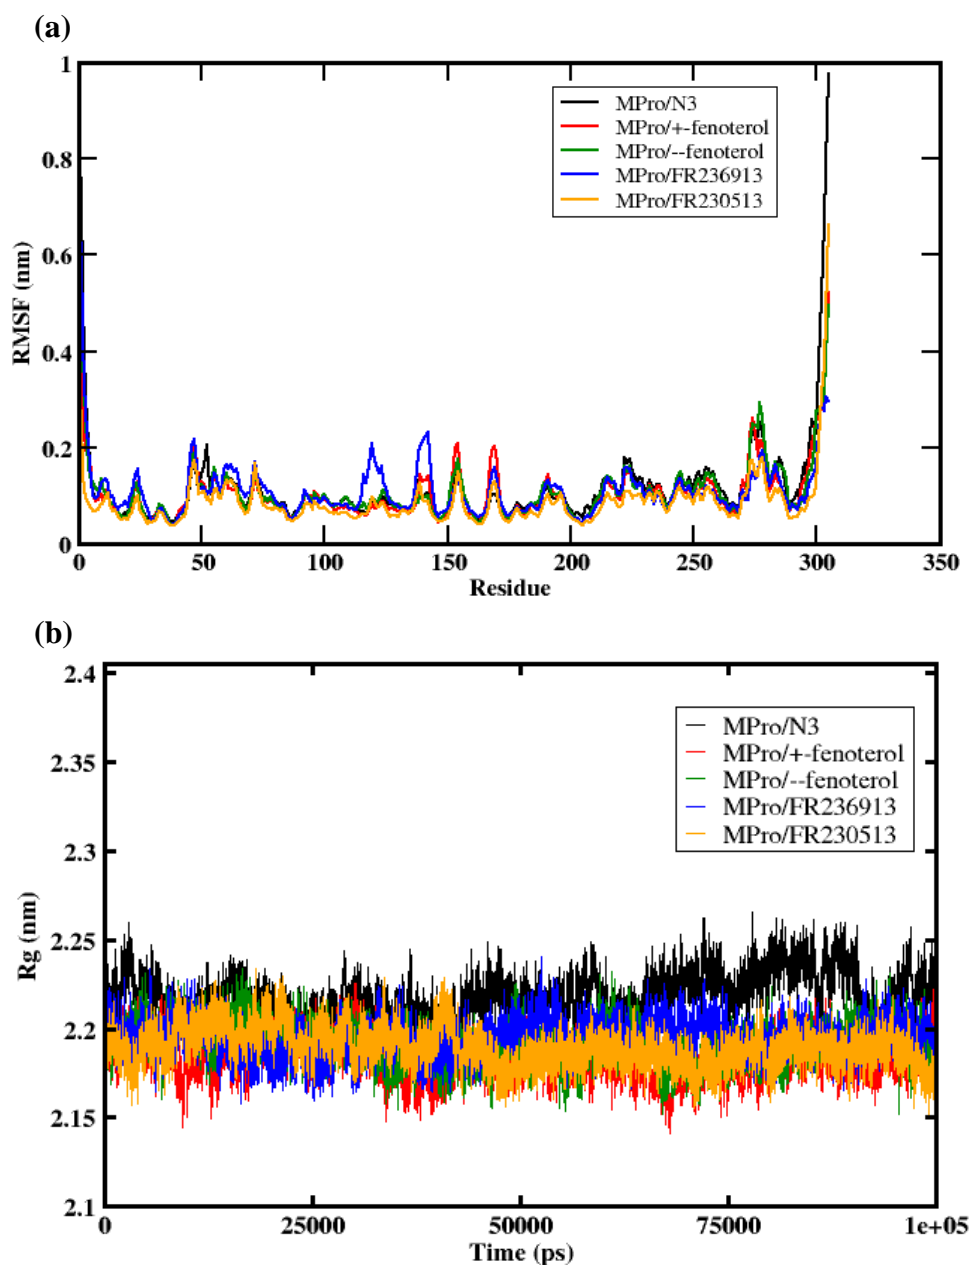 (a)
1
0.8
0.6
0.4
0.2
0
RMSF (nm)
MPro/N3
MPro/+-fenoterol
MPro/--fenoterol
MPro/FR236913
MPro/FR230513
0 50 100 150 200 250 300 350
Residue
(b)
2.4
2.35
2.3
2.25
2.2
2.15
2.1
Rg (nm)
MPro/N3
MPro/+-fenoterol
MPro/--fenoterol
MPro/FR236913
MPro/FR230513
0 25000 50000 75000 1e+05
Time (ps)